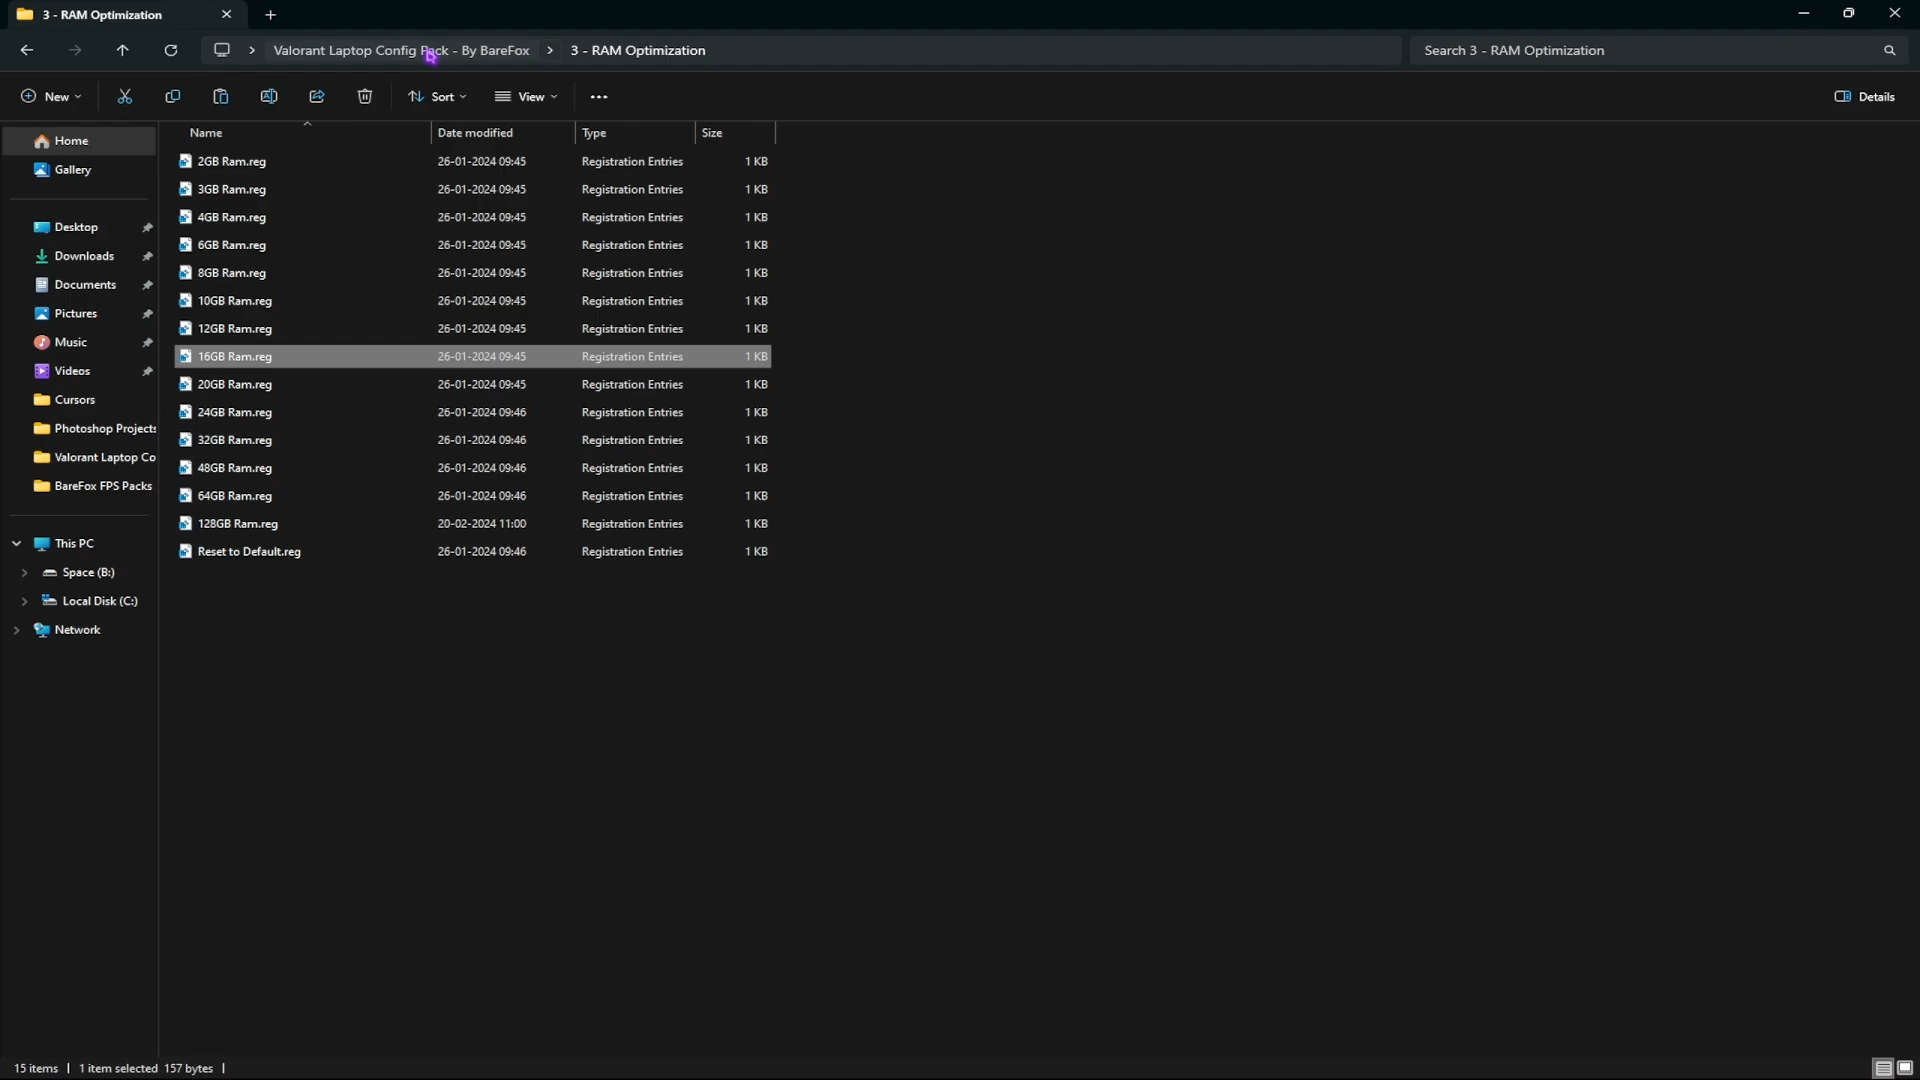 3 - RAM Optimization
Valorant Laptop Config Pack - By BareFox > 3 - RAM Optimization
Search 3 - RAM Optimization
New
Sort
View
Details
Name Date modified Type Size
Home
Gallery
Desktop
Downloads
Documents
Pictures
Music
Videos
Cursors
Photoshop Projects
Valorant Laptop Co
BareFox FPS Packs
This PC
Space (B:)
Local Disk (C:)
Network
2GB Ram.reg 26-01-2024 09:45 Registration Entries 1 KB
3GB Ram.reg 26-01-2024 09:45 Registration Entries 1 KB
4GB Ram.reg 26-01-2024 09:45 Registration Entries 1 KB
6GB Ram.reg 26-01-2024 09:45 Registration Entries 1 KB
8GB Ram.reg 26-01-2024 09:45 Registration Entries 1 KB
10GB Ram.reg 26-01-2024 09:45 Registration Entries 1 KB
12GB Ram.reg 26-01-2024 09:45 Registration Entries 1 KB
16GB Ram.reg 26-01-2024 09:45 Registration Entries 1 KB
20GB Ram.reg 26-01-2024 09:45 Registration Entries 1 KB
24GB Ram.reg 26-01-2024 09:46 Registration Entries 1 KB
32GB Ram.reg 26-01-2024 09:46 Registration Entries 1 KB
48GB Ram.reg 26-01-2024 09:46 Registration Entries 1 KB
64GB Ram.reg 26-01-2024 09:46 Registration Entries 1 KB
128GB Ram.reg 20-02-2024 11:00 Registration Entries 1 KB
Reset to Default.reg 26-01-2024 09:46 Registration Entries 1 KB
15 items | 1 item selected 157 bytes |